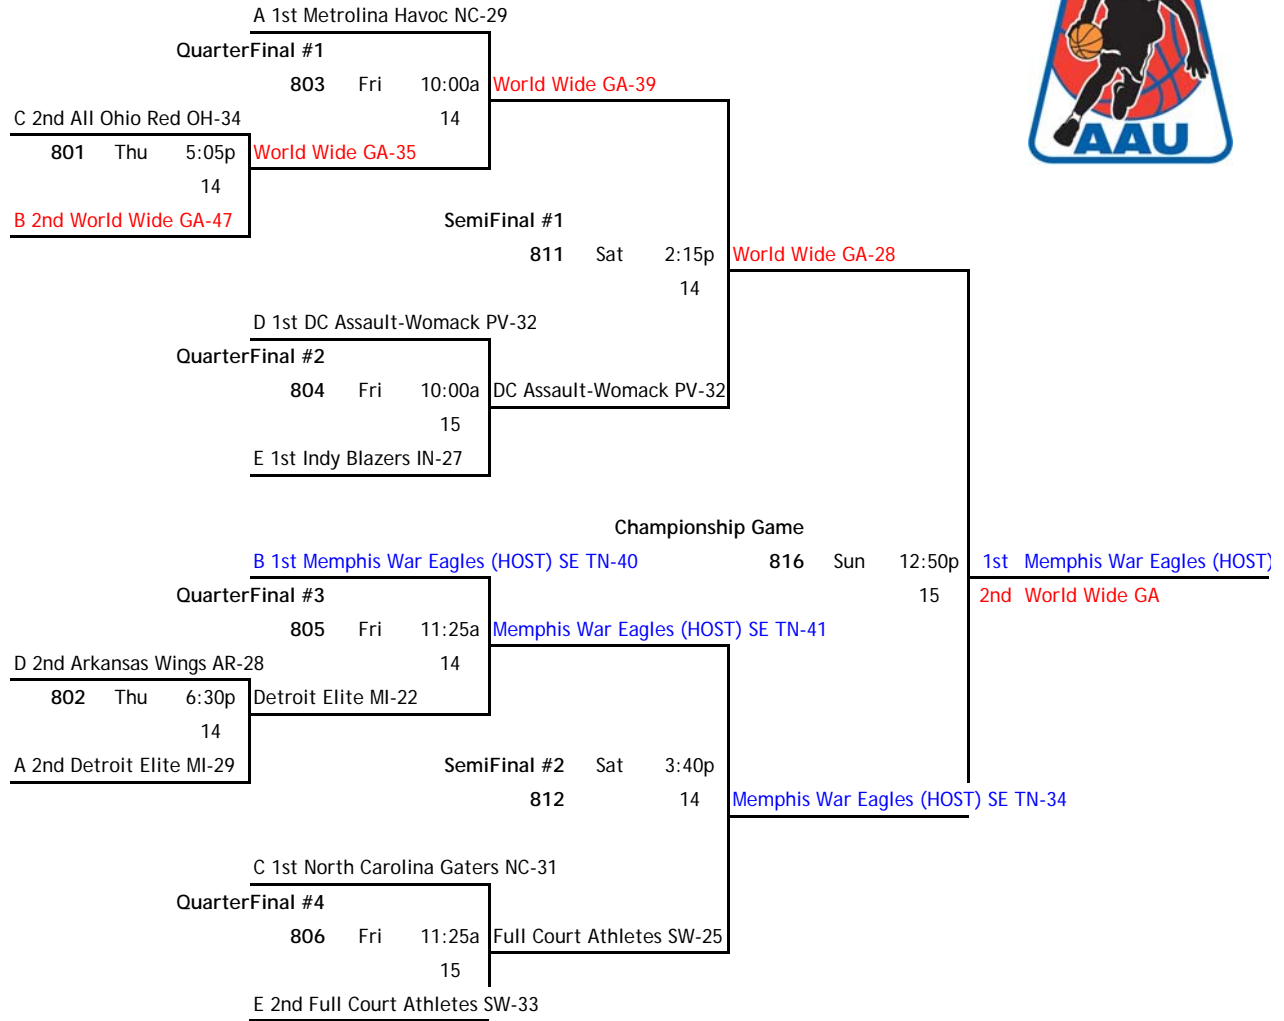 A 1st Metrolina Havoc NC-29
QuarterFinal #1
803 Fri 10:00a World Wide GA-39
C 2nd All Ohio Red OH-34 14
801 Thu 5:05p World Wide GA-35
14
B 2nd World Wide GA-47 SemiFinal #1
811 Sat 2:15p World Wide GA-28
14
D 1st DC Assault-Womack PV-32
QuarterFinal #2
804 Fri 10:00a DC Assault-Womack PV-32
15
E 1st Indy Blazers IN-27
Championship Game
B 1st Memphis War Eagles (HOST) SE TN-40 816 Sun 12:50p 1st Memphis War Eagles (HOST)
QuarterFinal #3 15 2nd World Wide GA
805 Fri 11:25a Memphis War Eagles (HOST) SE TN-41
D 2nd Arkansas Wings AR-28 14
802 Thu 6:30p Detroit Elite MI-22
14
A 2nd Detroit Elite MI-29 SemiFinal #2 Sat 3:40p
812 14 Memphis War Eagles (HOST) SE TN-34
C 1st North Carolina Gaters NC-31
QuarterFinal #4
806 Fri 11:25a Full Court Athletes SW-25
15
E 2nd Full Court Athletes SW-33
AAU